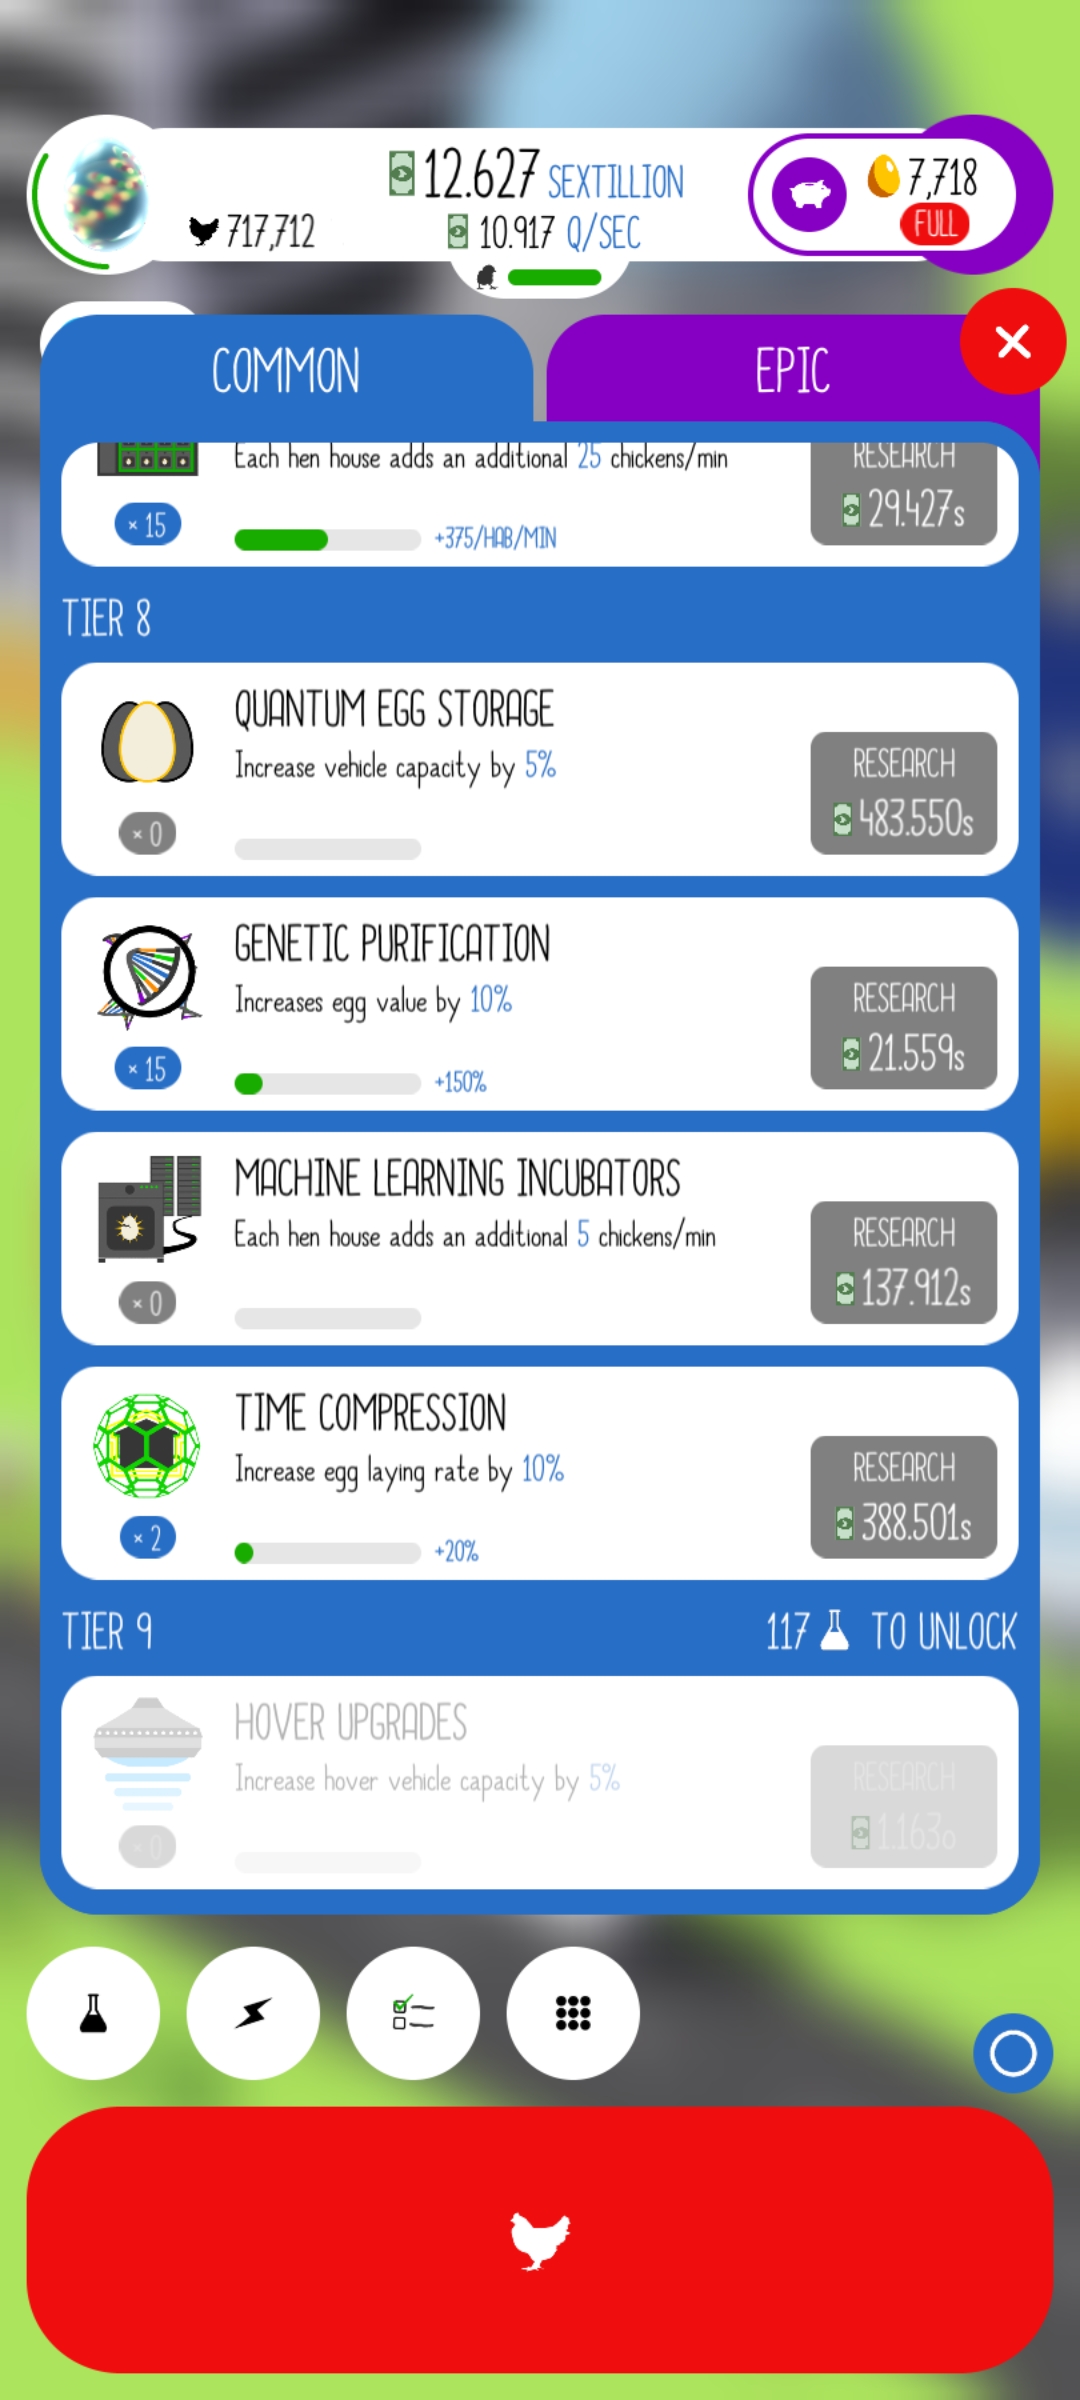 12.627 SEXTILLION
7,718
717,712
10.917 Q/SEC
FULL
COMMON
EPIC
Each hen house adds an additional 25 chickens/min
RESEARCH
29.427s
× 15
+375/HAB/MIN
TIER 8
QUANTUM EGG STORAGE
Increase vehicle capacity by 5%
RESEARCH
483.550s
× 0
GENETIC PURIFICATION
Increases egg value by 10%
RESEARCH
21.559s
× 15
+150%
MACHINE LEARNING INCUBATORS
Each hen house adds an additional 5 chickens/min
RESEARCH
137.912s
× 0
TIME COMPRESSION
Increase egg laying rate by 10%
RESEARCH
388.501s
× 2
+20%
TIER 9
117 TO UNLOCK
HOVER UPGRADES
Increase hover vehicle capacity by 5%
RESEARCH
1.163o
× 0